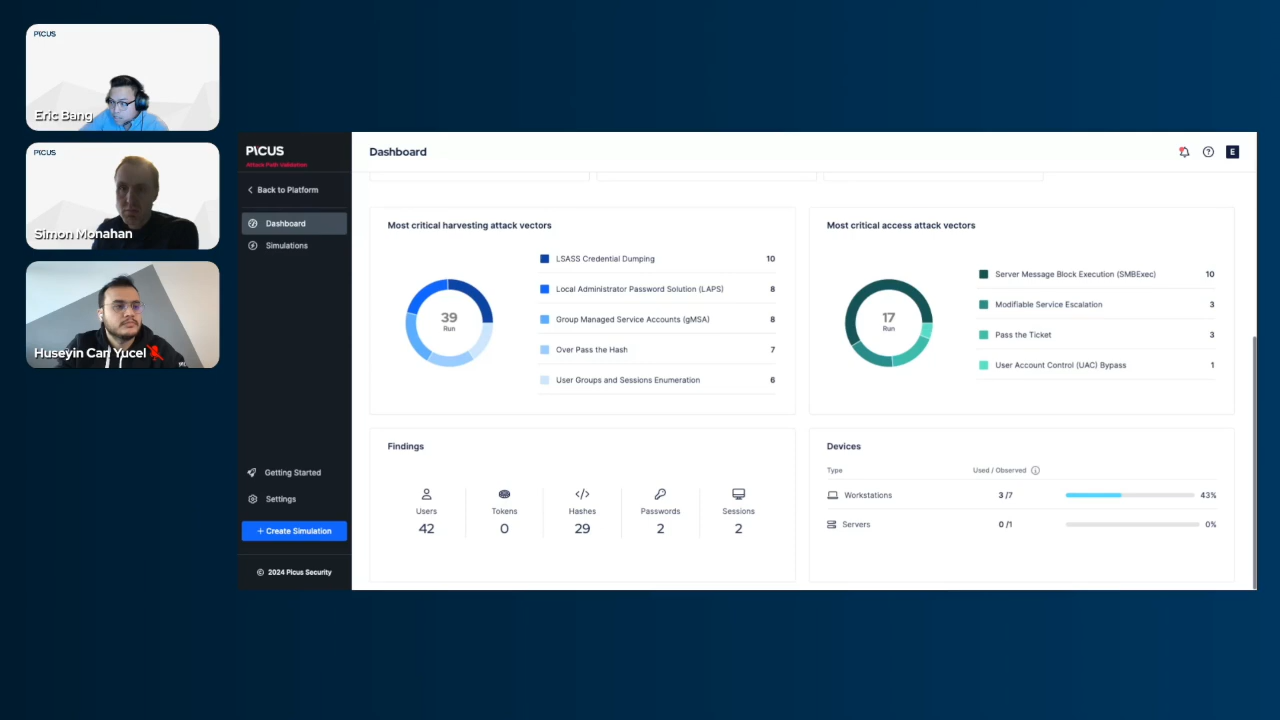 PICUS
Eric Bang
PICUS
Simon Monahan
Huseyin Can Yucel
PICUS
Attack Path Validation
Back to Platform
Dashboard
Simulations
Getting Started
Settings
+ Create Simulation
© 2024 Picus Security
Dashboard
E
Most critical harvesting attack vectors
39
Run
LSASS Credential Dumping 10
Local Administrator Password Solution (LAPS) 8
Group Managed Service Accounts (gMSA) 8
Over Pass the Hash 7
User Groups and Sessions Enumeration 6
Most critical access attack vectors
17
Run
Server Message Block Execution (SMBExec) 10
Modifiable Service Escalation 3
Pass the Ticket 3
User Account Control (UAC) Bypass 1
Findings
Users Tokens Hashes Passwords Sessions
42 0 29 2 2
Devices
Type Used / Observed
Workstations 3 /7 43%
Servers 0 /1 0%